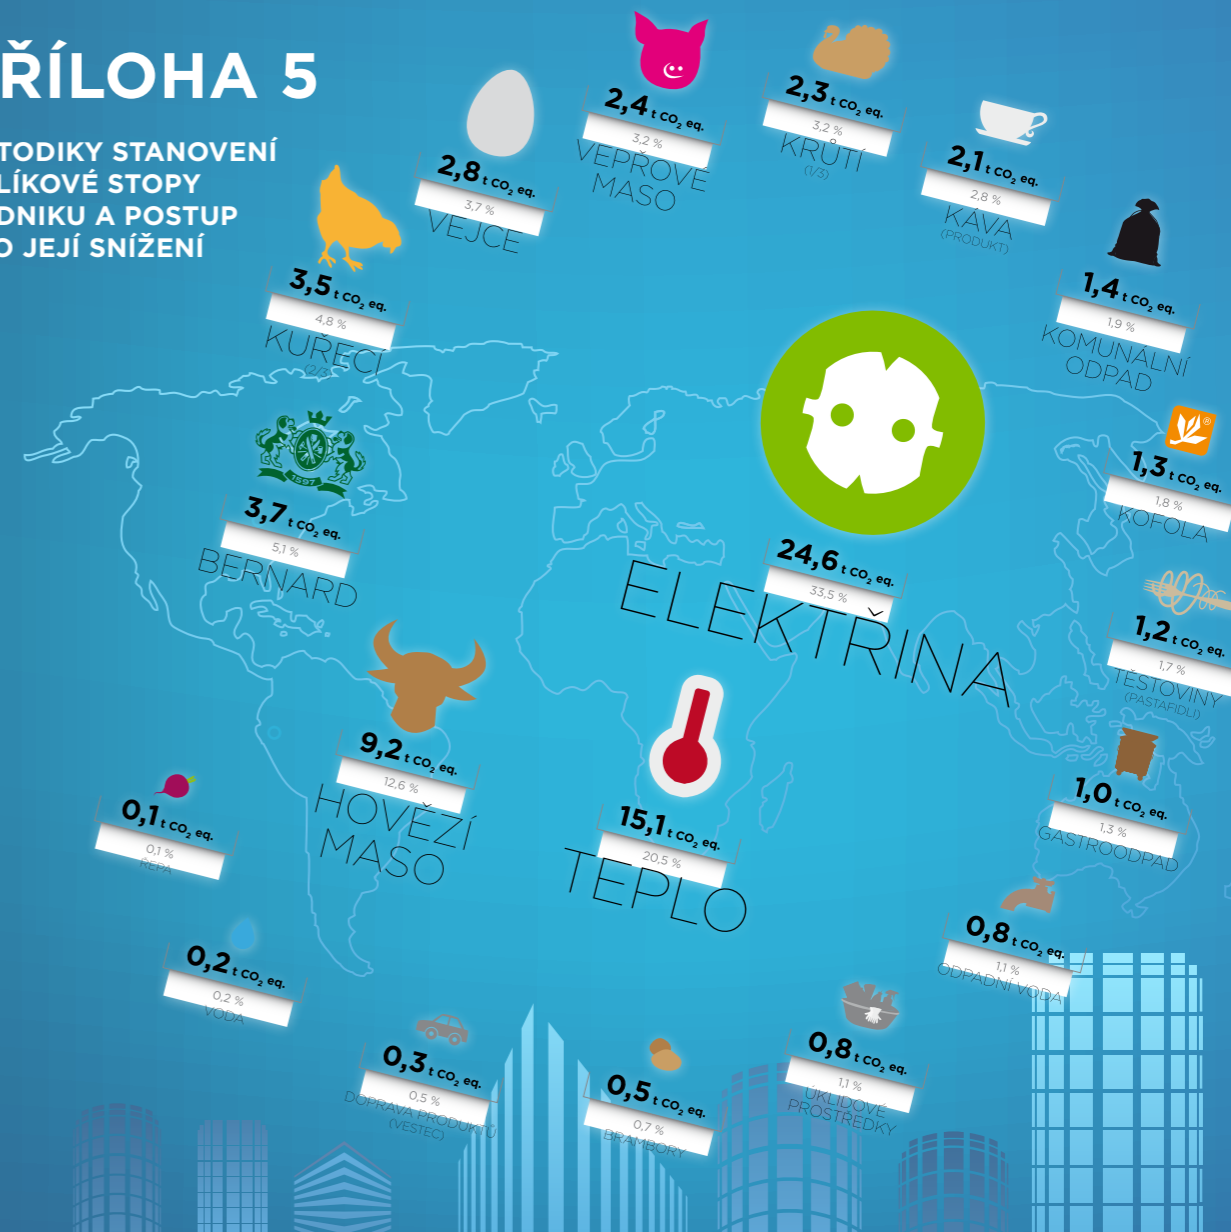 ŘÍLOHA 5
TODIKY STANOVENÍ
LÍKOVÉ STOPY
DNIKU A POSTUP
O JEJÍ SNÍŽENÍ
2,4 t CO₂ eq.
3,2 %
VEPŘOVÉ
MASO
2,3 t CO₂ eq.
3,2 %
KRŮTÍ
(1/3)
2,8 t CO₂ eq.
3,7 %
VEJCE
2,1 t CO₂ eq.
2,8 %
KÁVA
(PRODUKT)
3,5 t CO₂ eq.
4,8 %
KUŘECÍ
(2/3)
1,4 t CO₂ eq.
1,9 %
KOMUNÁLNÍ
ODPAD
®
1,3 t CO₂ eq.
1,8 %
KOFOLA
1597
3,7 t CO₂ eq.
5,1 %
BERNARD
24,6 t CO₂ eq.
33,5 %
ELEKTŘINA
1,2 t CO₂ eq.
1,7 %
TĚSTOVINY
(PASTAFIDLI)
9,2 t CO₂ eq.
12,6 %
HOVĚZÍ
MASO
15,1 t CO₂ eq.
20,5 %
TEPLO
1,0 t CO₂ eq.
1,3 %
GASTROODPAD
0,1 t CO₂ eq.
0,1 %
ŘEPA
0,8 t CO₂ eq.
1,1 %
ODPADNÍ VODA
0,2 t CO₂ eq.
0,2 %
VODA
0,3 t CO₂ eq.
0,5 %
DOPRAVA PRODUKTŮ
(VESTEC)
0,5 t CO₂ eq.
0,7 %
BRAMBORY
0,8 t CO₂ eq.
1,1 %
ÚKLIDOVÉ
PROSTŘEDKY